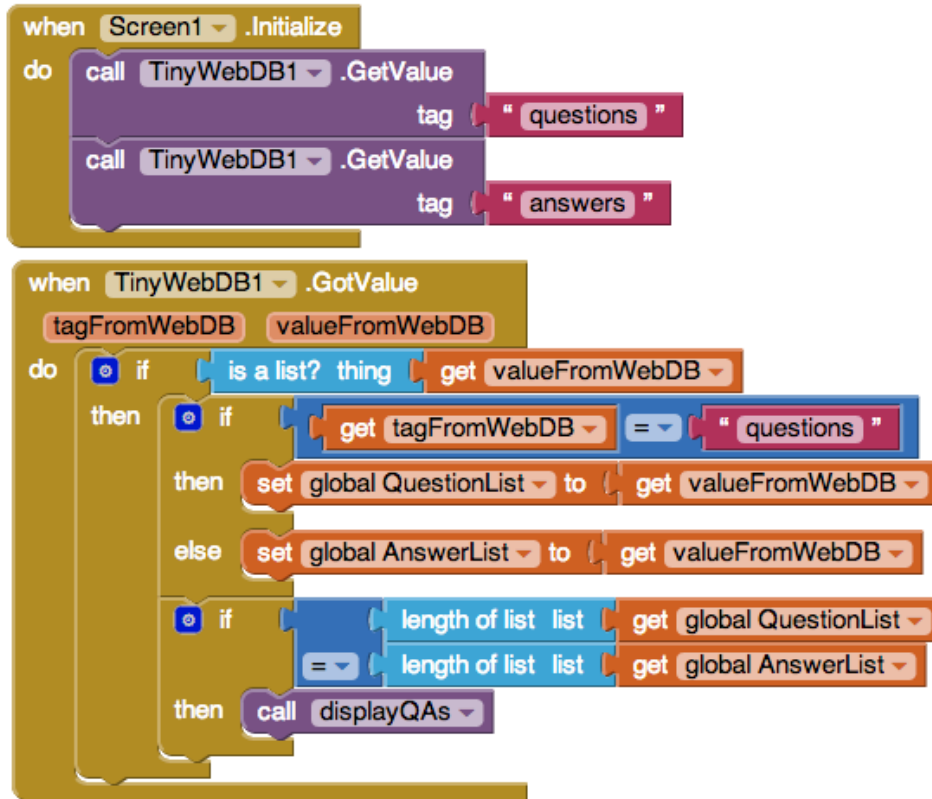 when Screen1 .Initialize
do call TinyWebDB1 .GetValue
tag " questions "
call TinyWebDB1 .GetValue
tag " answers "
when TinyWebDB1 .GotValue
tagFromWebDB valueFromWebDB
do if is a list? thing get valueFromWebDB
then if get tagFromWebDB = " questions "
then set global QuestionList to get valueFromWebDB
else set global AnswerList to get valueFromWebDB
if length of list list get global QuestionList
= length of list list get global AnswerList
then call displayQAs